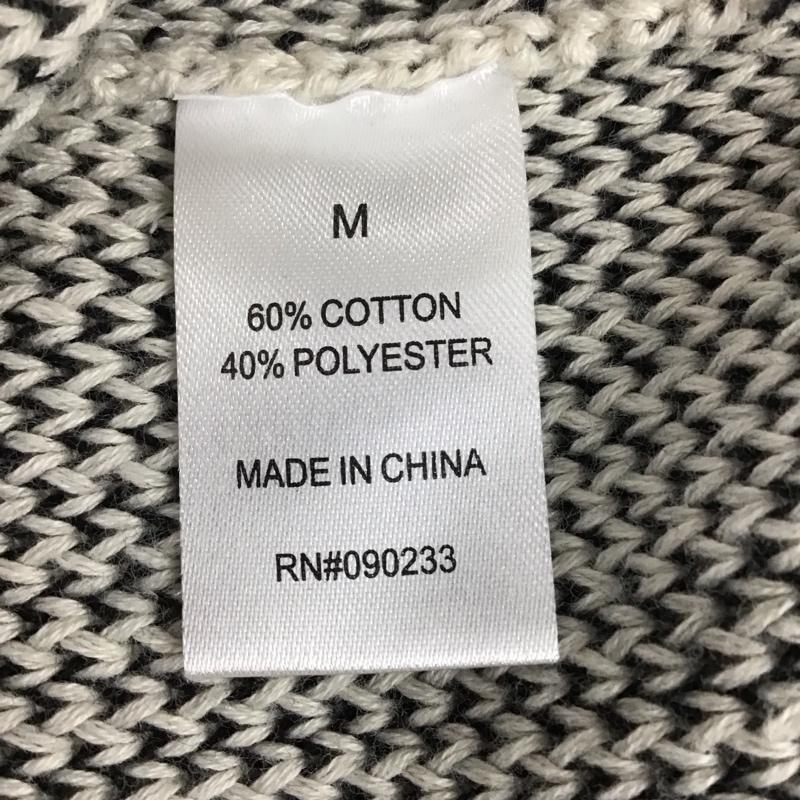 M
60% COTTON
40% POLYESTER
MADE IN CHINA
RN#090233